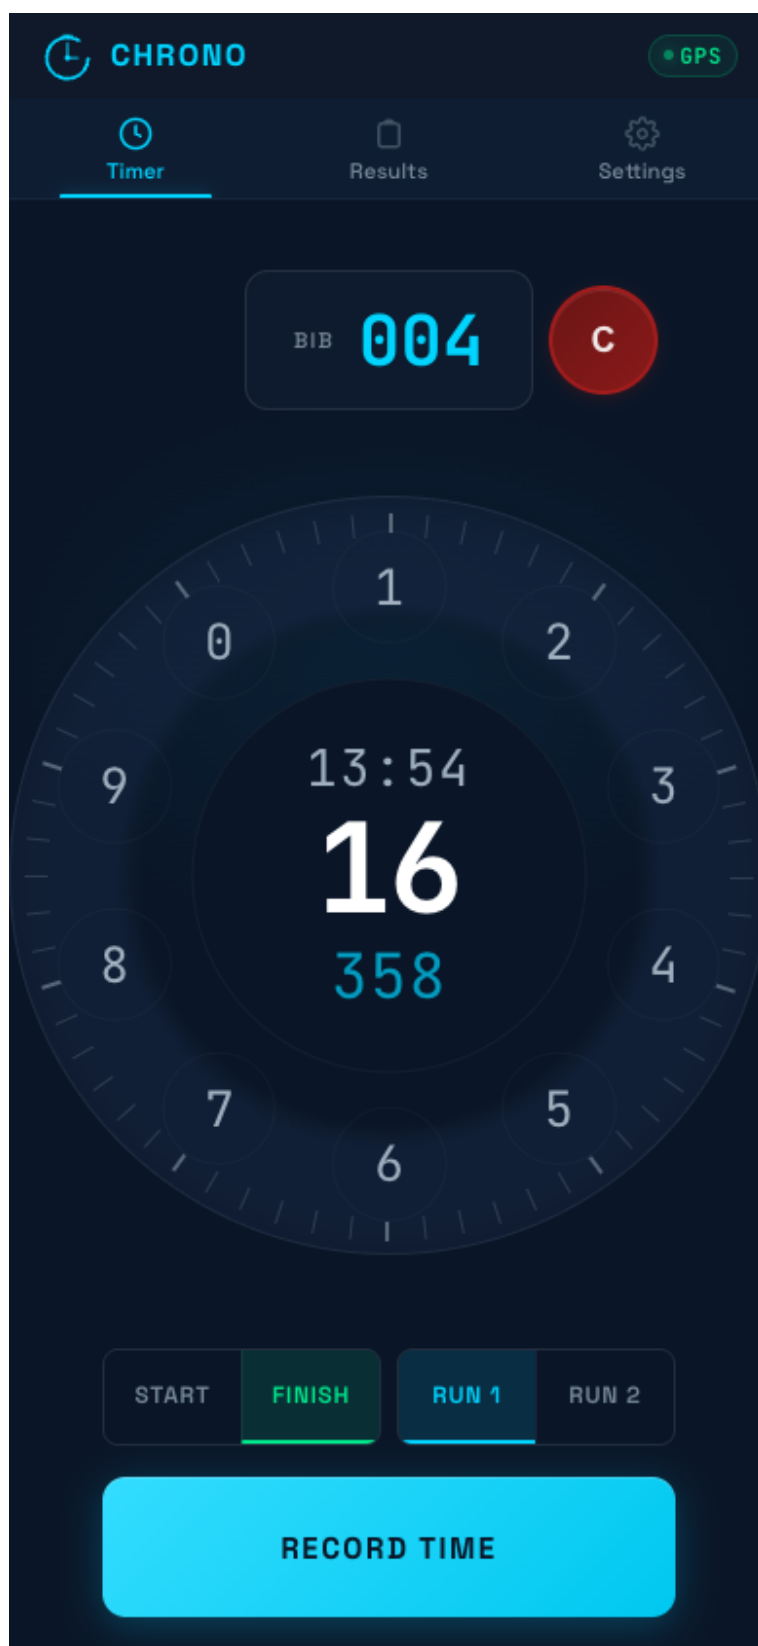 CHRONO GPS
Timer Results Settings
BIB 004 C
1
0 2
13:54
9 3
16
358
8 4
7 5
6
START FINISH RUN 1 RUN 2
RECORD TIME